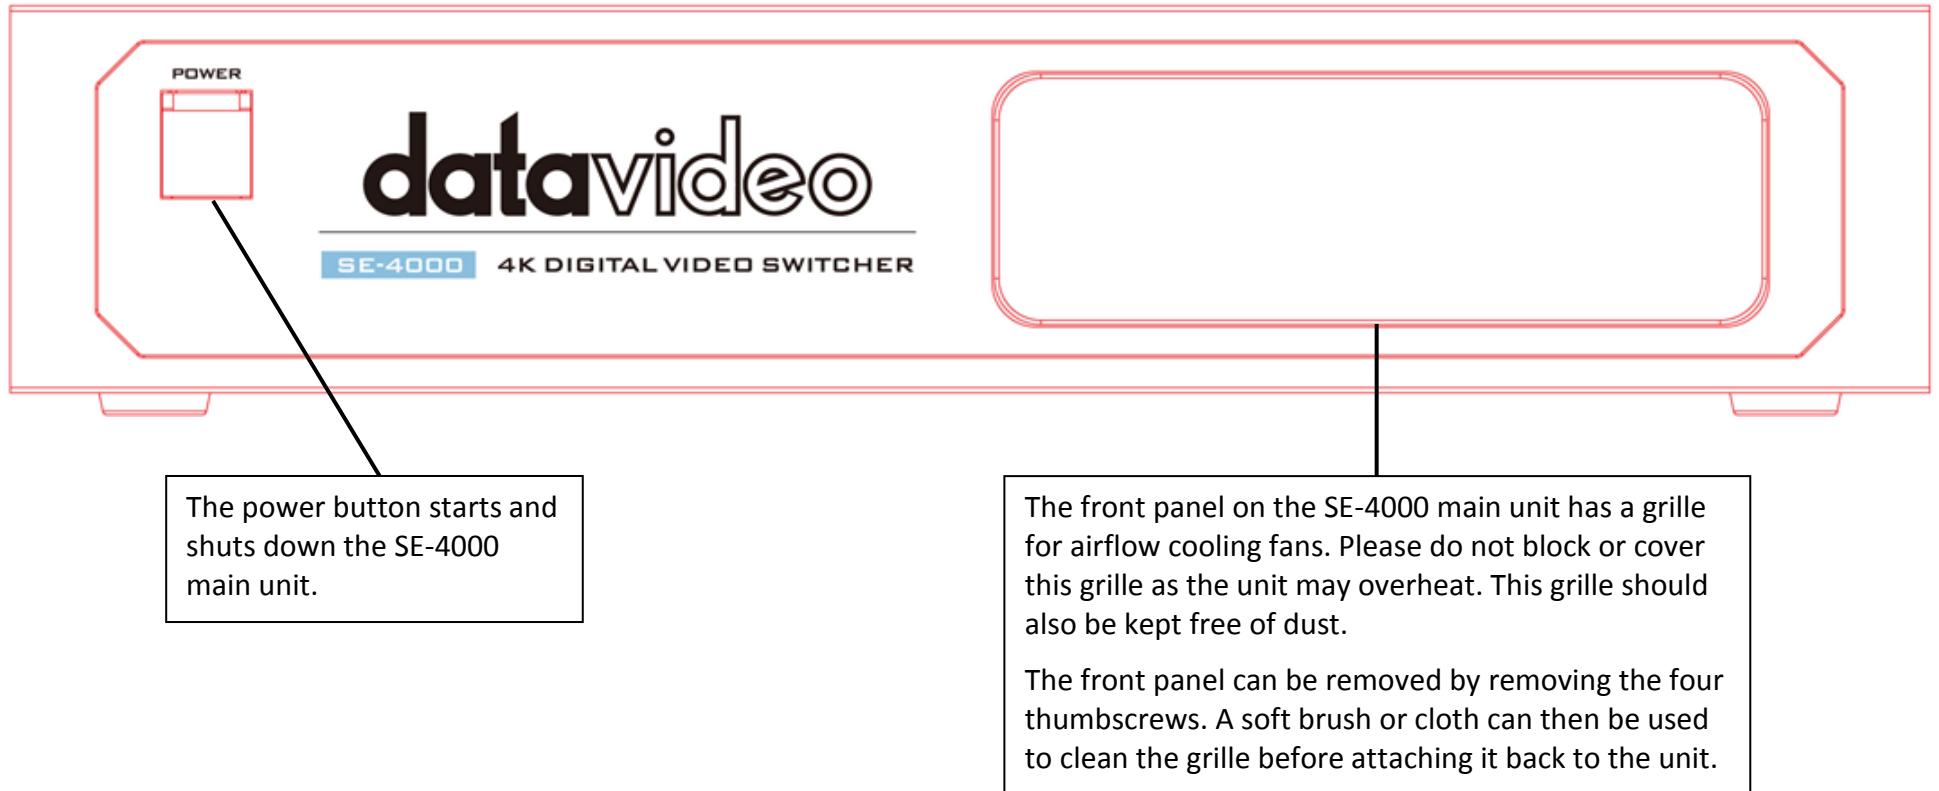 POWER
datavideo
SE-4000 4K DIGITAL VIDEO SWITCHER
The power button starts and
shuts down the SE-4000
main unit.
The front panel on the SE-4000 main unit has a grille
for airflow cooling fans. Please do not block or cover
this grille as the unit may overheat. This grille should
also be kept free of dust.
The front panel can be removed by removing the four
thumbscrews. A soft brush or cloth can then be used
to clean the grille before attaching it back to the unit.